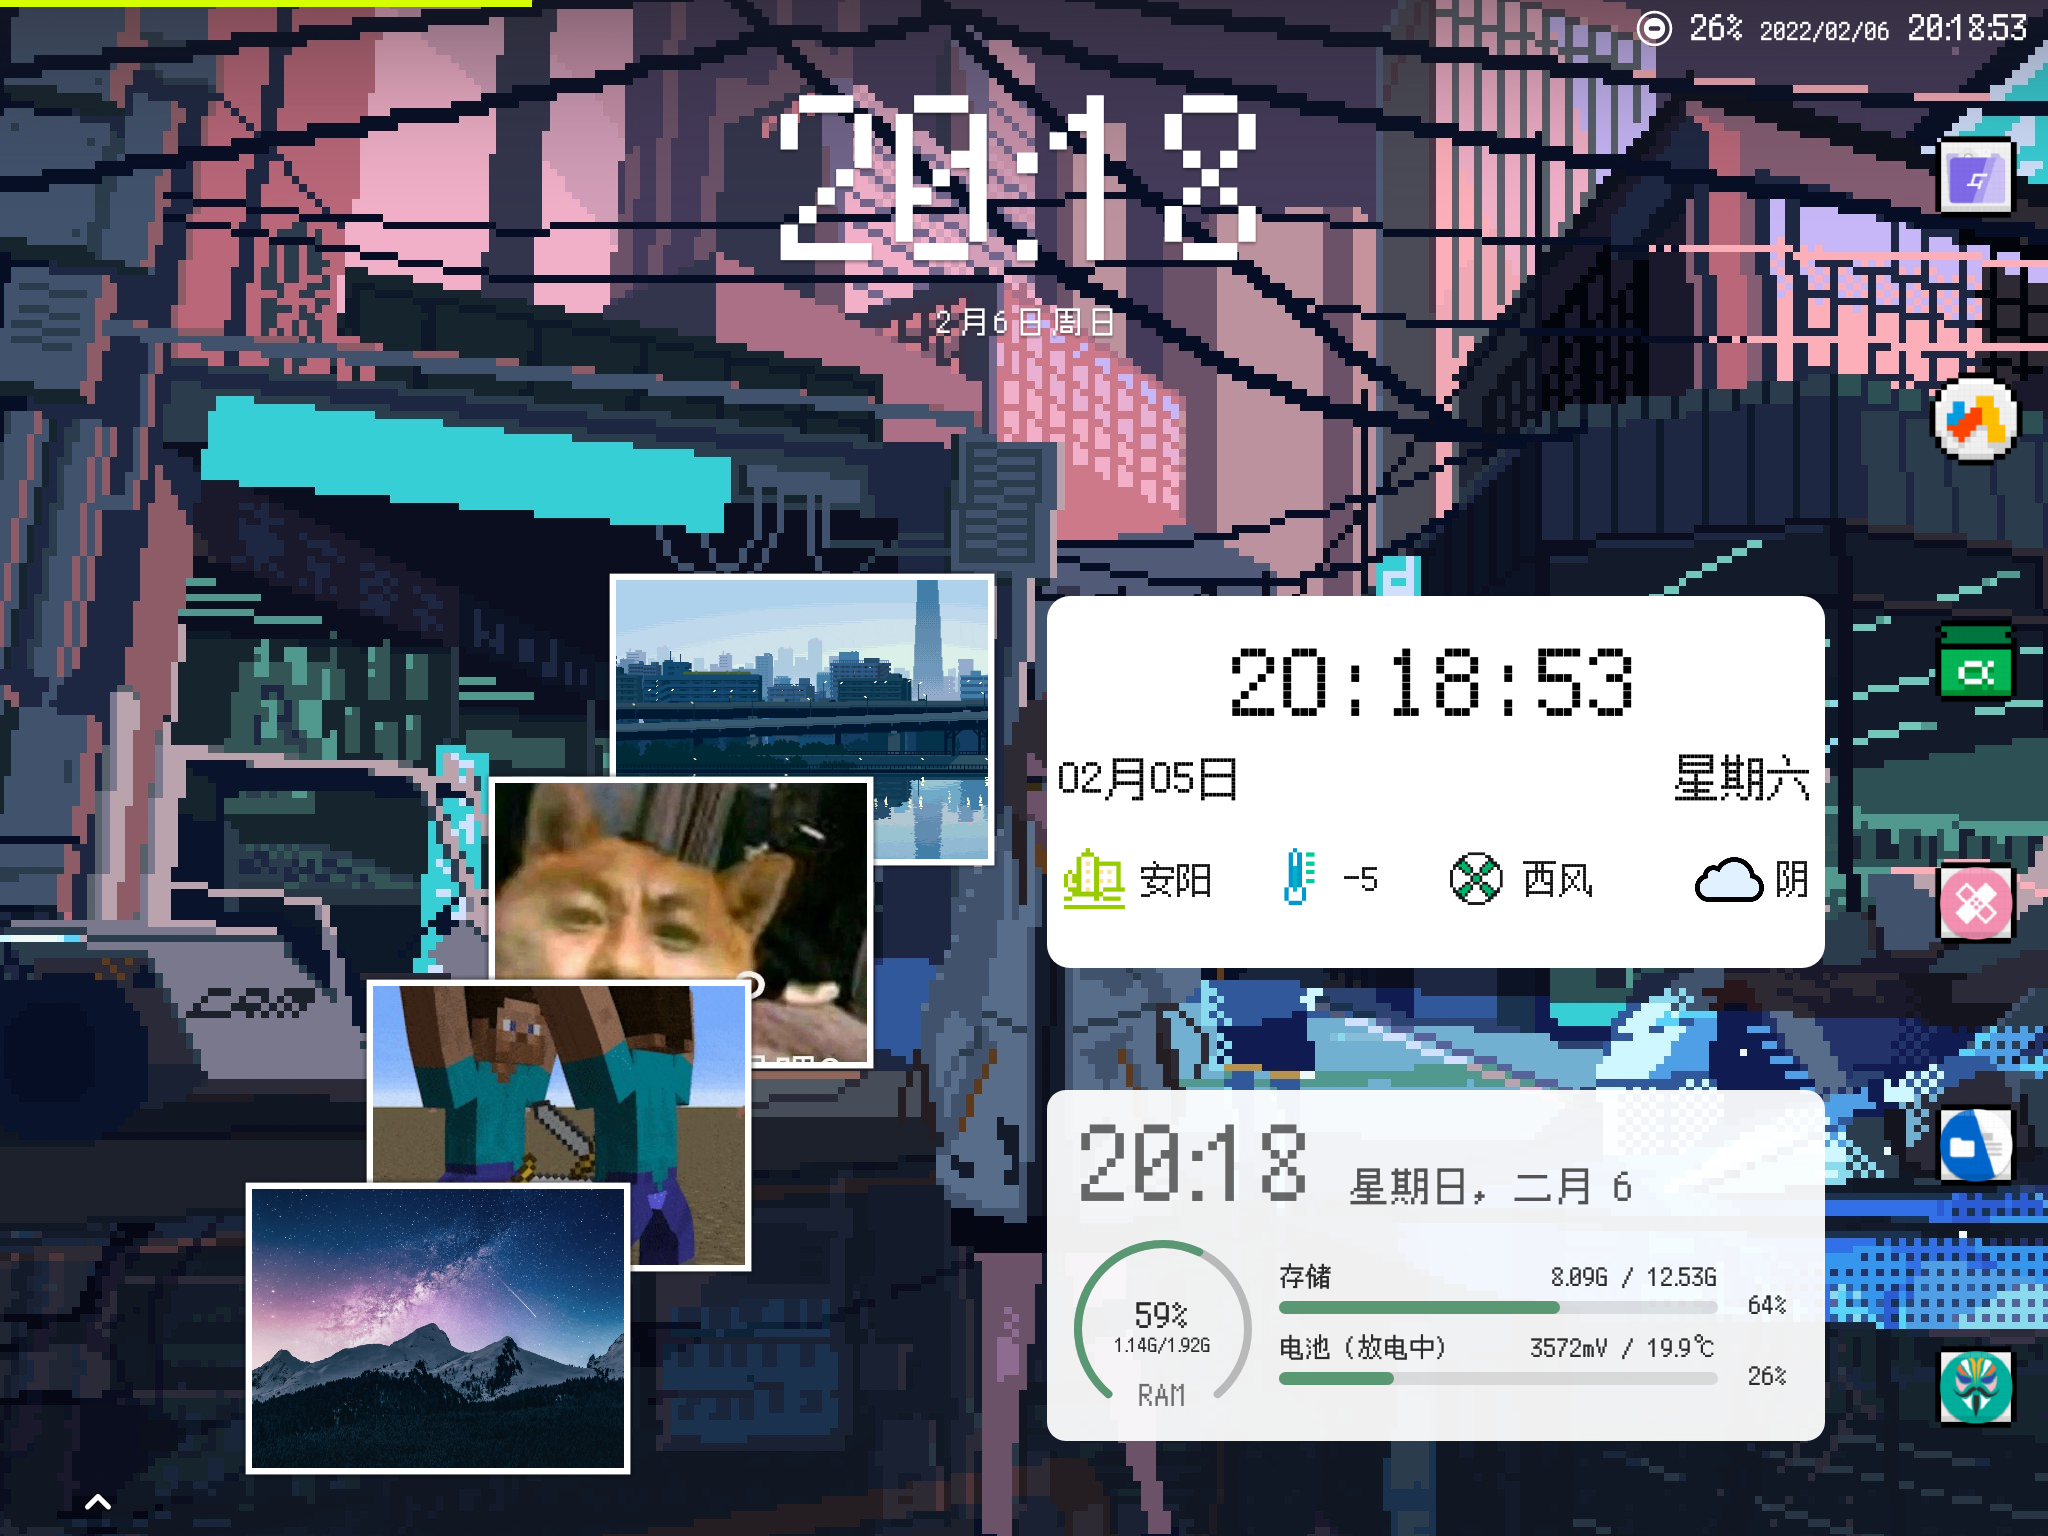 26% 2022/02/06 20:18:53
20:18
2月6日周日
20:18:53
02月05日 星期六
安阳 -5 西风 阴
20:18 星期日，二月 6
59%
1.14G/1.92G
RAM
存储 8.09G / 12.53G
64%
电池（放电中） 3572mV / 19.9℃
26%